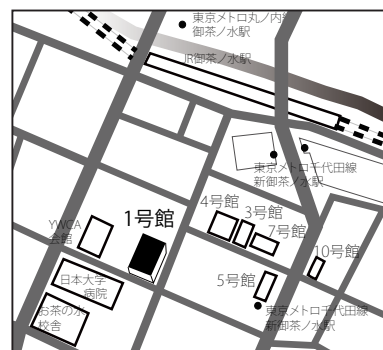 東京メトロ丸ノ内線
御茶ノ水駅
JR御茶ノ水駅
東京メトロ千代田線
新御茶ノ水駅
4号館
3号館
7号館
1号館
YWCA
会館
10号館
5号館
日本大学
病院
お茶の水
校舎
東京メトロ千代田線
新御茶ノ水駅